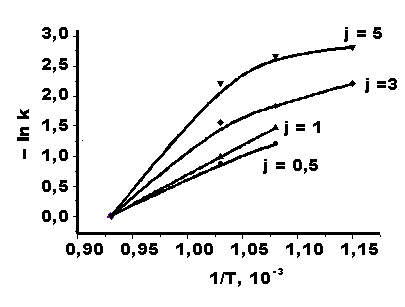 3,0
2,5
2,0
1,5
1,0
0,5
0,0
– ln k
j = 5
j =3
j = 1
j = 0,5
0,90 0,95 1,00 1,05 1,10 1,15
1/T, 10⁻³